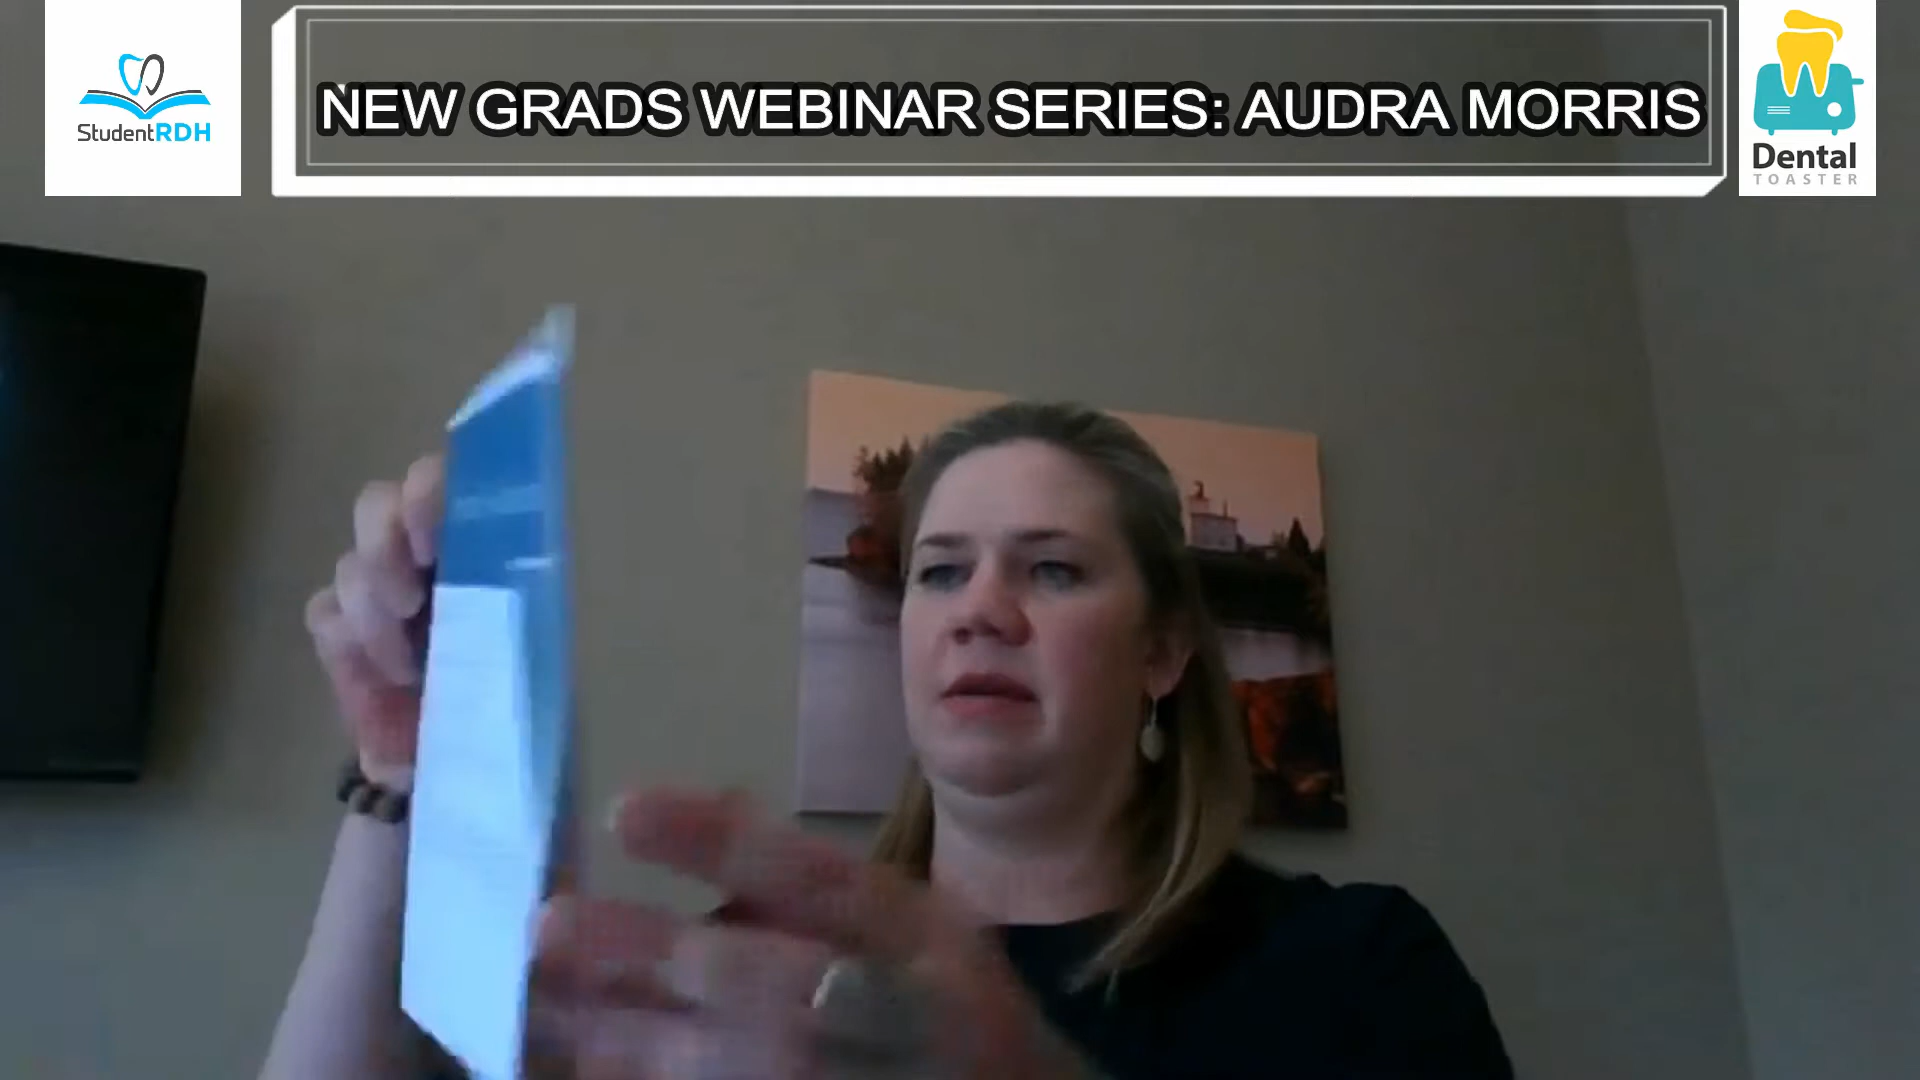 StudentRDH
NEW GRADS WEBINAR SERIES: AUDRA MORRIS
Dental
TOASTER